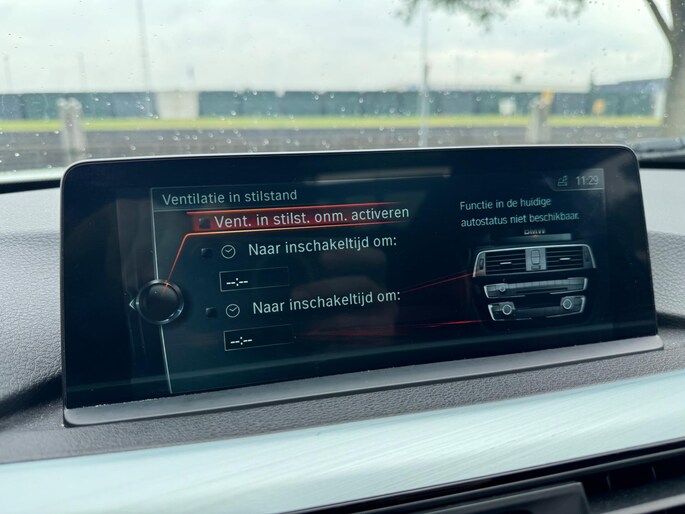 11:29
Ventilatie in stilstand
Vent. in stilst. onm. activeren
Functie in de huidige
autostatus niet beschikbaar.
Naar inschakeltijd om:
--:--
Naar inschakeltijd om:
--:--
BMW